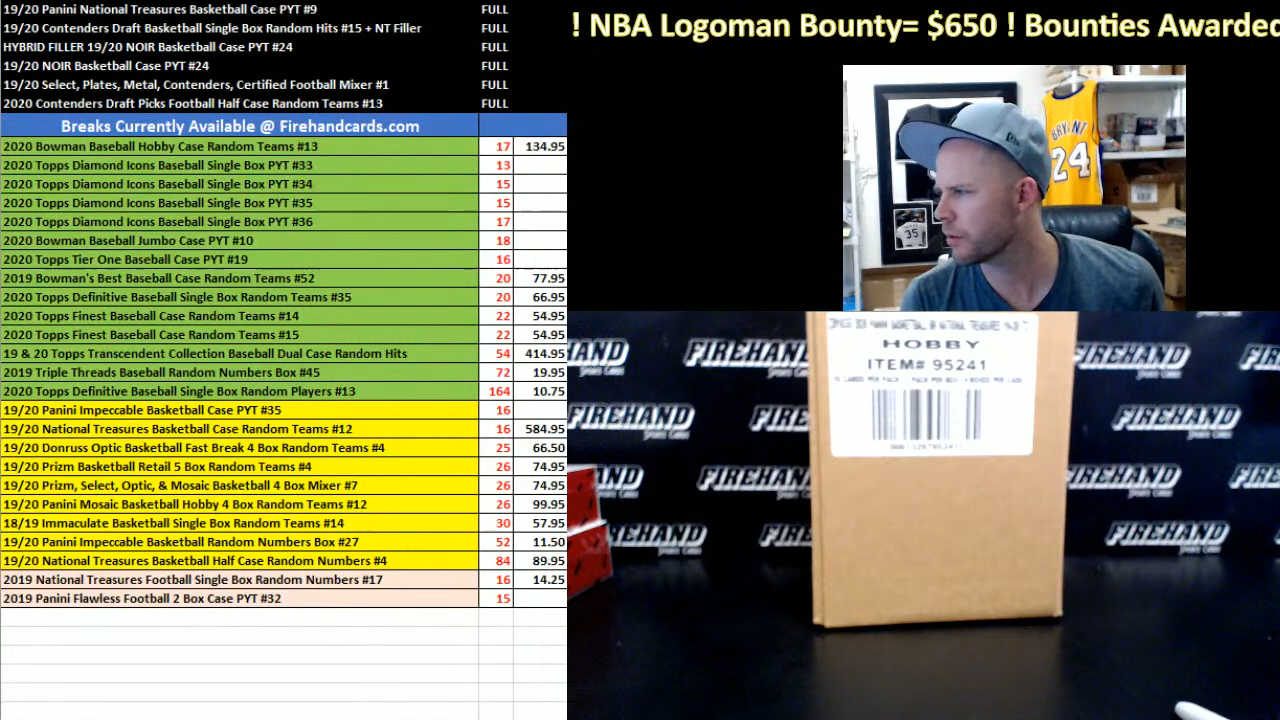 19/20 Panini National Treasures Basketball Case PYT #9 FULL
19/20 Contenders Draft Basketball Single Box Random Hits #15 + NT Filler FULL
HYBRID FILLER 19/20 NOIR Basketball Case PYT #24 FULL
19/20 NOIR Basketball Case PYT #24 FULL
19/20 Select, Plates, Metal, Contenders, Certified Football Mixer #1 FULL
2020 Contenders Draft Picks Football Half Case Random Teams #13 FULL
Breaks Currently Available @ Firehandcards.com
2020 Bowman Baseball Hobby Case Random Teams #13 17 134.95
2020 Topps Diamond Icons Baseball Single Box PYT #33 13
2020 Topps Diamond Icons Baseball Single Box PYT #34 15
2020 Topps Diamond Icons Baseball Single Box PYT #35 15
2020 Topps Diamond Icons Baseball Single Box PYT #36 17
2020 Bowman Baseball Jumbo Case PYT #10 18
2020 Topps Tier One Baseball Case PYT #19 16
2019 Bowman's Best Baseball Case Random Teams #52 20 77.95
2020 Topps Definitive Baseball Single Box Random Teams #35 20 66.95
2020 Topps Finest Baseball Case Random Teams #14 22 54.95
2020 Topps Finest Baseball Case Random Teams #15 22 54.95
19 & 20 Topps Transcendent Collection Baseball Dual Case Random Hits 54 414.95
2019 Triple Threads Baseball Random Numbers Box #45 72 19.95
2020 Topps Definitive Baseball Single Box Random Players #13 164 10.75
19/20 Panini Impeccable Basketball Case PYT #35 16
19/20 National Treasures Basketball Case Random Teams #12 16 584.95
19/20 Donruss Optic Basketball Fast Break 4 Box Random Teams #4 25 66.50
19/20 Prizm Basketball Retail 5 Box Random Teams #4 26 74.95
19/20 Prizm, Select, Optic, & Mosaic Basketball 4 Box Mixer #7 26 74.95
19/20 Panini Mosaic Basketball Hobby 4 Box Random Teams #12 26 99.95
18/19 Immaculate Basketball Single Box Random Teams #14 30 57.95
19/20 Panini Impeccable Basketball Random Numbers Box #27 52 11.50
19/20 National Treasures Basketball Half Case Random Numbers #4 84 89.95
2019 National Treasures Football Single Box Random Numbers #17 16 14.25
2019 Panini Flawless Football 2 Box Case PYT #32 15
! NBA Logoman Bounty= $650 ! Bounties Awarded
BRYANT
24
35
HOBBY
ITEM# 95241
FIREHAND
FIREHAND
FIREHAND
FIREHAND
FIREHAND
FIREHAND
FIREHAND